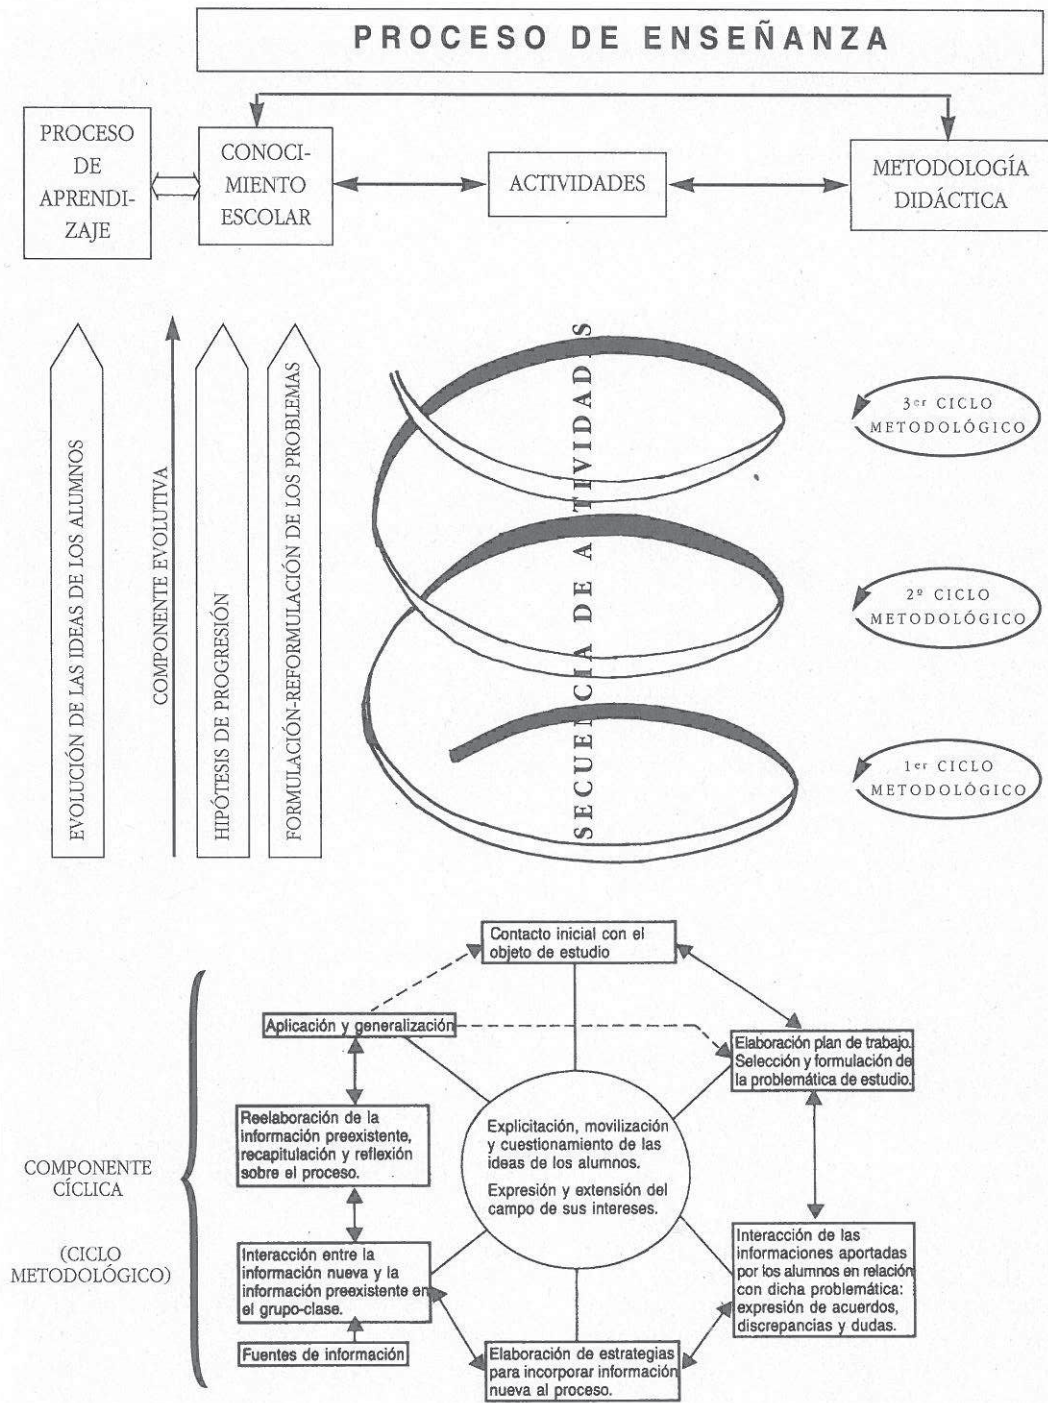 PROCESO DE ENSEÑANZA
PROCESO
DE
APRENDI-
ZAJE
CONOCI-
MIENTO
ESCOLAR
ACTIVIDADES
METODOLOGÍA
DIDÁCTICA
EVOLUCIÓN DE LAS IDEAS DE LOS ALUMNOS
COMPONENTE EVOLUTIVA
HIPÓTESIS DE PROGRESIÓN
FORMULACIÓN-REFORMULACIÓN DE LOS PROBLEMAS
SECUENCIA DE A TIVIDADES
3er CICLO
METODOLÓGICO
2º CICLO
METODOLÓGICO
1er CICLO
METODOLÓGICO
COMPONENTE
CÍCLICA
(CICLO
METODOLÓGICO)
Contacto inicial con el
objeto de estudio
Aplicación y generalización
Elaboración plan de trabajo.
Selección y formulación de
la problemática de estudio.
Reelaboración de la
información preexistente,
recapitulación y reflexión
sobre el proceso.
Explicitación, movilización
y cuestionamiento de las
ideas de los alumnos.
Expresión y extensión del
campo de sus intereses.
Interacción entre la
información nueva y la
información preexistente en
el grupo-clase.
Interacción de las
informaciones aportadas
por los alumnos en relación
con dicha problemática:
expresión de acuerdos,
discrepancias y dudas.
Fuentes de información
Elaboración de estrategias
para incorporar información
nueva al proceso.